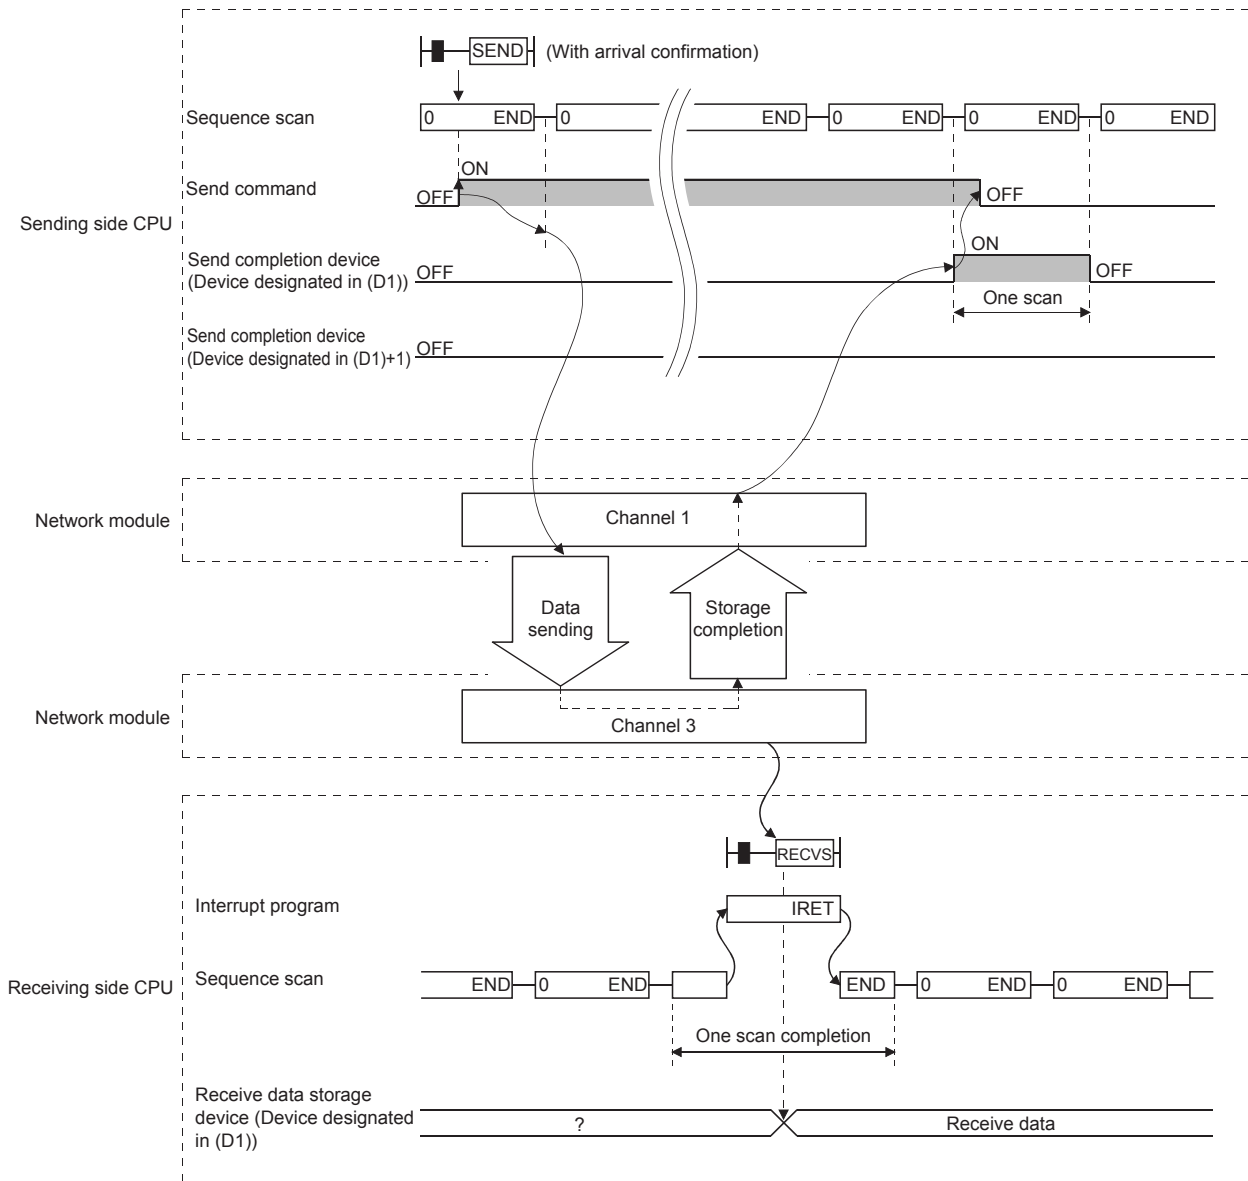 SEND (With arrival confirmation)
Sequence scan
0 END 0 END 0 END 0 END 0 END
ON
Send command
OFF OFF
Sending side CPU
Send completion device
(Device designated in (D1))
OFF ON OFF
One scan
Send completion device
(Device designated in (D1)+1)
OFF
Network module
Channel 1
Data
sending
Storage
completion
Network module
Channel 3
RECVS
Interrupt program
IRET
Receiving side CPU
Sequence scan
END 0 END END 0 END 0 END
One scan completion
Receive data storage
device (Device designated
in (D1))
? Receive data